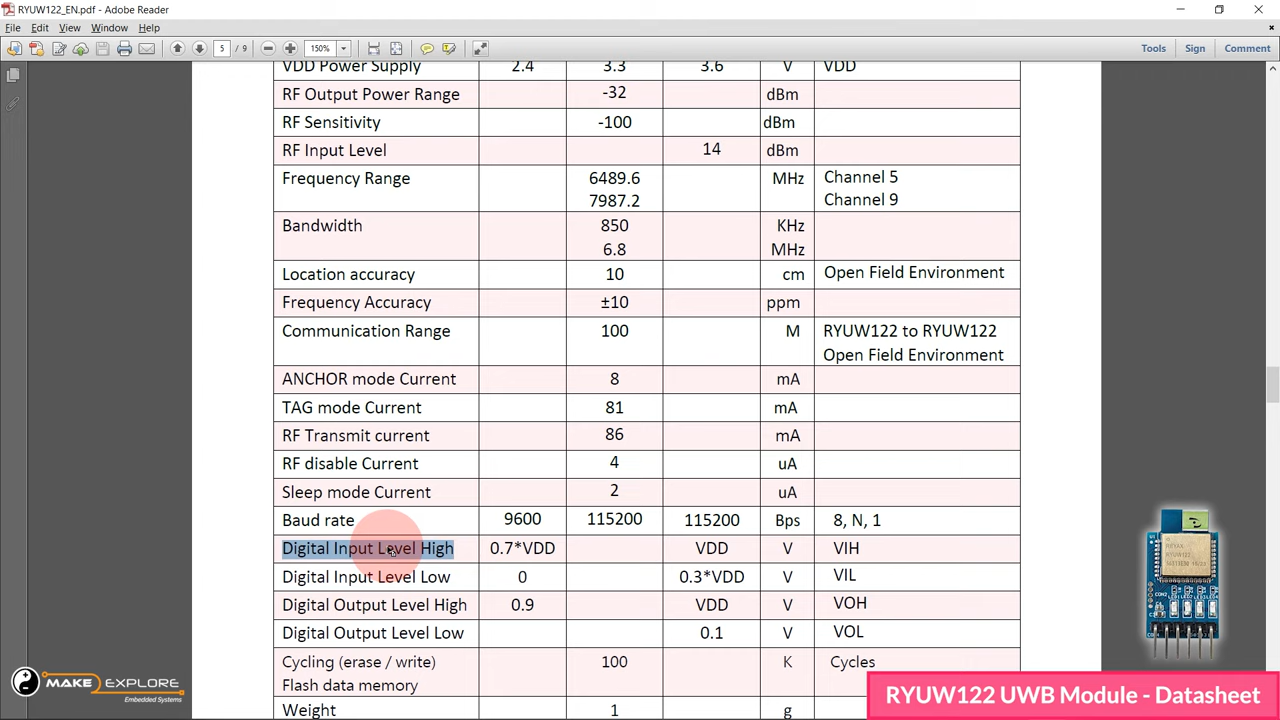 RYUW122_EN.pdf - Adobe Reader
File Edit View Window Help
5 / 9 150% Tools Sign Comment
VDD Power Supply 2.4 3.3 3.6 V VDD
RF Output Power Range -32 dBm
RF Sensitivity -100 dBm
RF Input Level 14 dBm
Frequency Range 6489.6 MHz Channel 5
7987.2 Channel 9
Bandwidth 850 KHz
6.8 MHz
Location accuracy 10 cm Open Field Environment
Frequency Accuracy ±10 ppm
Communication Range 100 M RYUW122 to RYUW122
Open Field Environment
ANCHOR mode Current 8 mA
TAG mode Current 81 mA
RF Transmit current 86 mA
RF disable Current 4 uA
Sleep mode Current 2 uA
Baud rate 9600 115200 115200 Bps 8, N, 1
Digital Input Level High 0.7*VDD VDD V VIH
Digital Input Level Low 0 0.3*VDD V VIL
Digital Output Level High 0.9 VDD V VOH
Digital Output Level Low 0.1 V VOL
Cycling (erase / write) 100 K Cycles
Flash data memory
Weight 1 g
MAKE EXPLORE
Embedded Systems
RYUW122 UWB Module - Datasheet